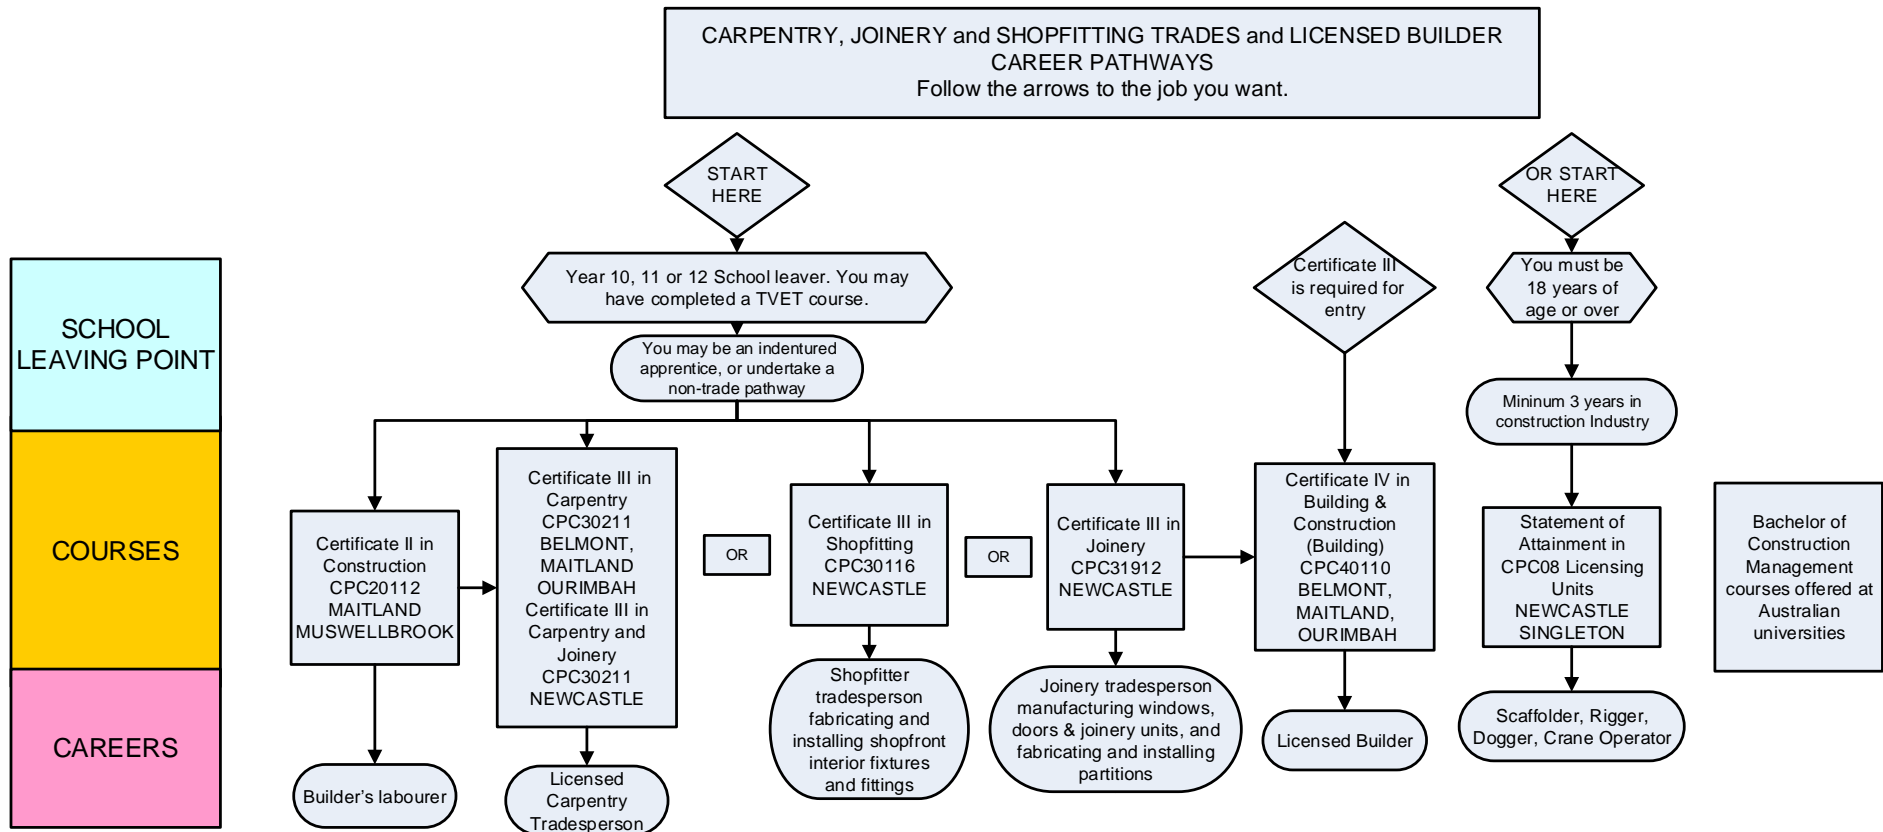 CARPENTRY, JOINERY and SHOPFITTING TRADES and LICENSED BUILDER
CAREER PATHWAYS
Follow the arrows to the job you want.
START
HERE
OR START
HERE
Year 10, 11 or 12 School leaver. You may
have completed a TVET course.
Certificate III
is required for
entry
You must be
18 years of
age or over
SCHOOL
LEAVING POINT
You may be an indentured
apprentice, or undertake a
non-trade pathway
Mininum 3 years in
construction Industry
COURSES
Certificate II in
Construction
CPC20112
MAITLAND
MUSWELLBROOK
Certificate III in
Carpentry
CPC30211
BELMONT,
MAITLAND
OURIMBAH
Certificate III in
Carpentry and
Joinery
CPC30211
NEWCASTLE
OR
Certificate III in
Shopfitting
CPC30116
NEWCASTLE
OR
Certificate III in
Joinery
CPC31912
NEWCASTLE
Certificate IV in
Building &
Construction
(Building)
CPC40110
BELMONT,
MAITLAND,
OURIMBAH
Statement of
Attainment in
CPC08 Licensing
Units
NEWCASTLE
SINGLETON
Bachelor of
Construction
Management
courses offered at
Australian
universities
CAREERS
Builder's labourer
Licensed
Carpentry
Tradesperson
Shopfitter
tradesperson
fabricating and
installing shopfront
interior fixtures
and fittings
Joinery tradesperson
manufacturing windows,
doors & joinery units, and
fabricating and installing
partitions
Licensed Builder
Scaffolder, Rigger,
Dogger, Crane Operator